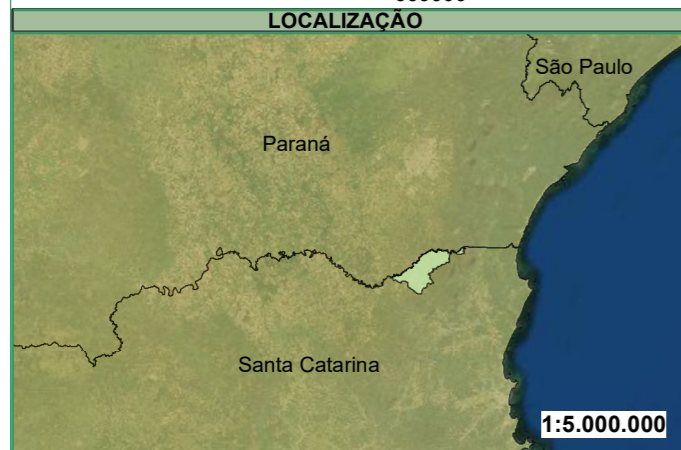 LOCALIZAÇÃO
São Paulo
Paraná
Santa Catarina
1:5.000.000